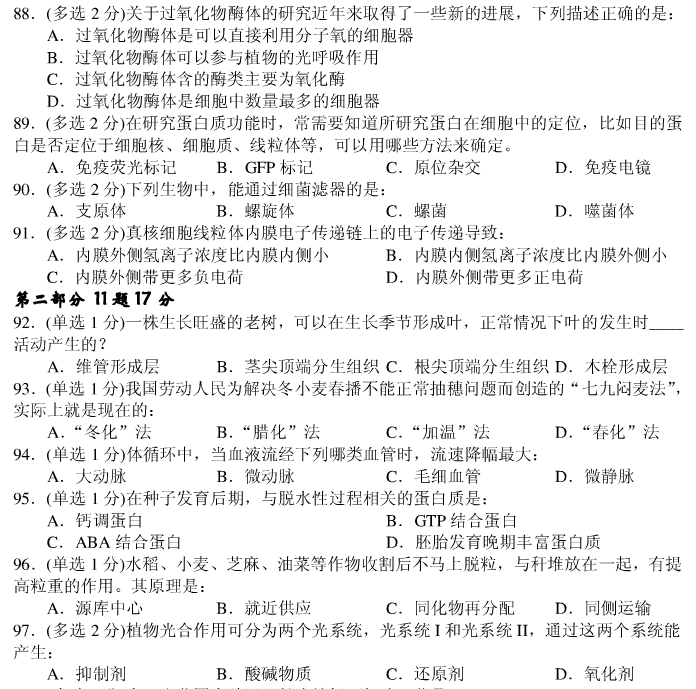 88．(多选 2 分)关于过氧化物酶体的研究近年来取得了一些新的进展，下列描述正确的是：
A．过氧化物酶体是可以直接利用分子氧的细胞器
B．过氧化物酶体可以参与植物的光呼吸作用
C．过氧化物酶体含的酶类主要为氧化酶
D．过氧化物酶体是细胞中数量最多的细胞器
89．(多选 2 分)在研究蛋白质功能时，常需要知道所研究蛋白在细胞中的定位，比如目的蛋
白是否定位于细胞核、细胞质、线粒体等，可以用哪些方法来确定。
A．免疫荧光标记 B．GFP 标记 C．原位杂交 D．免疫电镜
90．(多选 2 分)下列生物中，能通过细菌滤器的是：
A．支原体 B．螺旋体 C．螺菌 D．噬菌体
91．(多选 2 分)真核细胞线粒体内膜电子传递链上的电子传递导致：
A．内膜外侧氢离子浓度比内膜内侧小 B．内膜内侧氢离子浓度比内膜外侧小
C．内膜外侧带更多负电荷 D．内膜外侧带更多正电荷
第二部分 11 题 17 分
92．(单选 1 分)一株生长旺盛的老树，可以在生长季节形成叶，正常情况下叶的发生时____
活动产生的？
A．维管形成层 B．茎尖顶端分生组织 C．根尖顶端分生组织 D．木栓形成层
93．(单选 1 分)我国劳动人民为解决冬小麦春播不能正常抽穗问题而创造的“七九闷麦法”，
实际上就是现在的：
A．“冬化”法 B．“腊化”法 C．“加温”法 D．“春化”法
94．(单选 1 分)体循环中，当血液流经下列哪类血管时，流速降幅最大：
A．大动脉 B．微动脉 C．毛细血管 D．微静脉
95．(单选 1 分)在种子发育后期，与脱水性过程相关的蛋白质是：
A．钙调蛋白 B．GTP 结合蛋白
C．ABA 结合蛋白 D．胚胎发育晚期丰富蛋白质
96．(单选 1 分)水稻、小麦、芝麻、油菜等作物收割后不马上脱粒，与秆堆放在一起，有提
高粒重的作用。其原理是：
A．源库中心 B．就近供应 C．同化物再分配 D．同侧运输
97．(多选 2 分)植物光合作用可分为两个光系统，光系统 I 和光系统 II，通过这两个系统能
产生：
A．抑制剂 B．酸碱物质 C．还原剂 D．氧化剂